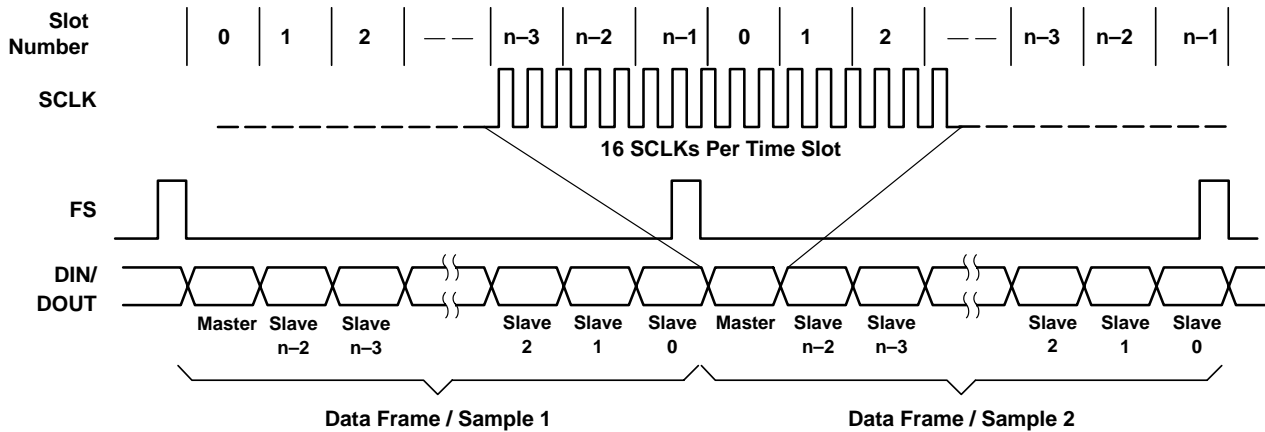 Slot
Number
0 1 2 — — n–3 n–2 n–1 0 1 2 — — n–3 n–2 n–1
SCLK
16 SCLKs Per Time Slot
FS
DIN/
DOUT
Master Slave Slave Slave Slave Slave Master Slave Slave Slave Slave Slave
n–2 n–3 2 1 0 n–2 n–3 2 1 0
Data Frame / Sample 1 Data Frame / Sample 2